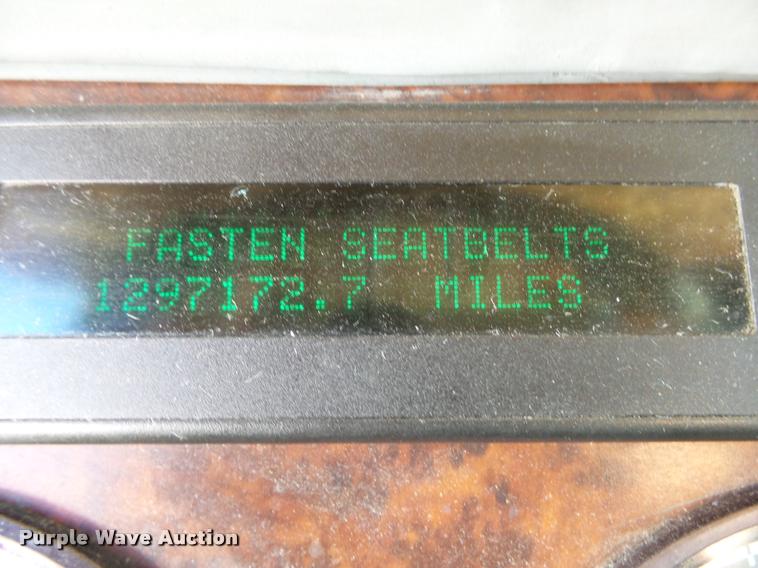 FASTEN SEATBELTS
1297172.7 MILES
Purple Wave Auction